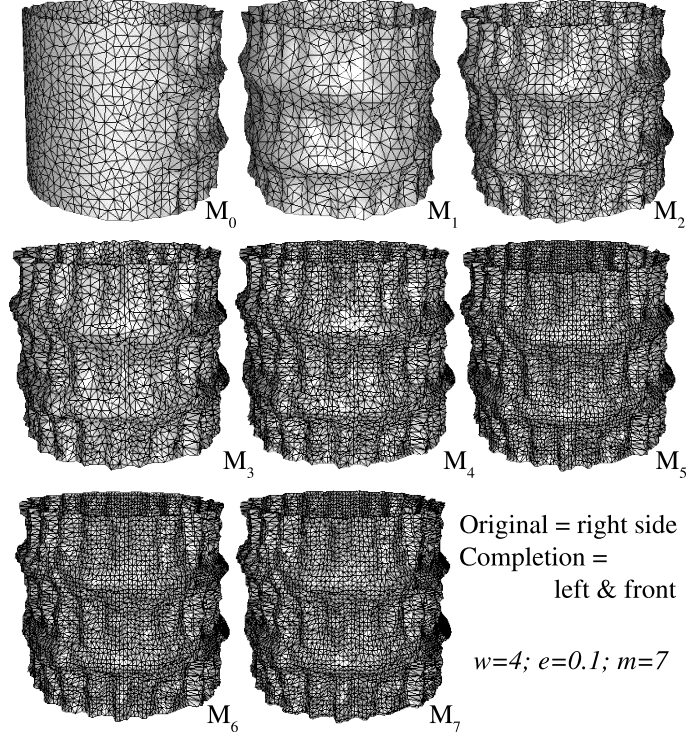 M0
M1
M2
M3
M4
M5
Original = right side
Completion =
left & front
w=4; e=0.1; m=7
M6
M7